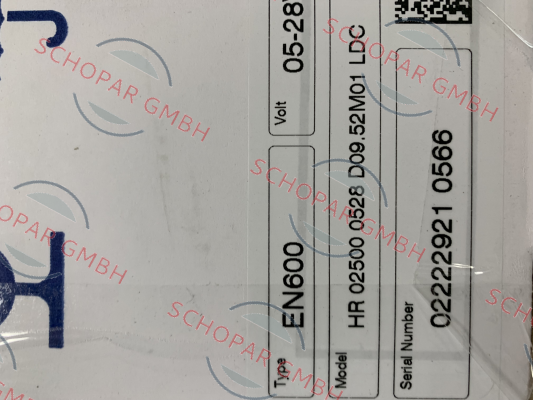 Type
EN600
Volt
05-28
Model
HR 02500 0528 D09.52M01 LDC
Serial Number
02222921 0566
SCHOPAR GMBH
SCHOPAR GMBH
SCHOPAR GMBH
SCHOPAR GMBH
SCHOPAR GMBH